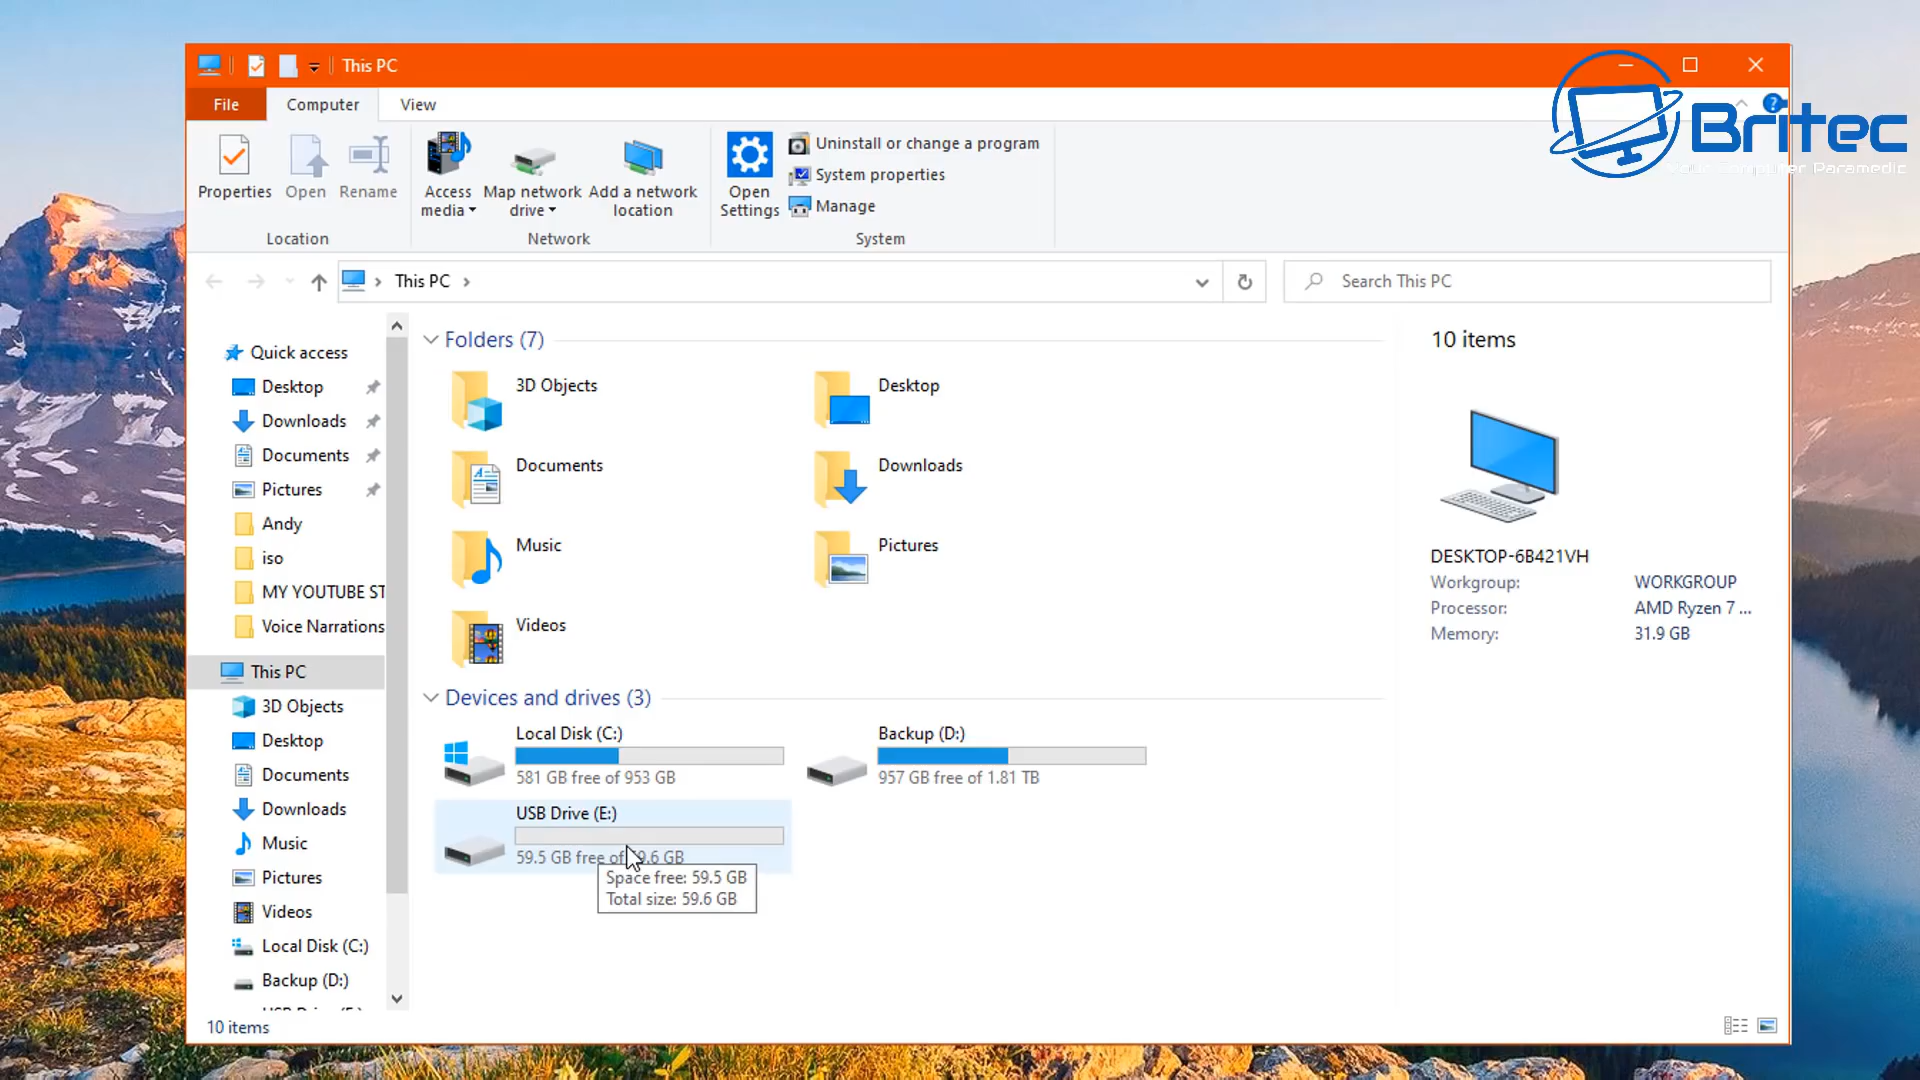 This PC
File
Computer
View
Properties
Open
Rename
Access media
Map network drive
Add a network location
Open Settings
Uninstall or change a program
System properties
Manage
Location
Network
System
Britec
Your Computer Paramedic
This PC
Search This PC
Quick access
Desktop
Downloads
Documents
Pictures
Andy
iso
MY YOUTUBE ST
Voice Narrations
This PC
3D Objects
Desktop
Documents
Downloads
Music
Pictures
Videos
Local Disk (C:)
Backup (D:)
Folders (7)
3D Objects
Desktop
Documents
Downloads
Music
Pictures
Videos
Devices and drives (3)
Local Disk (C:)
581 GB free of 953 GB
Backup (D:)
957 GB free of 1.81 TB
USB Drive (E:)
59.5 GB free of 59.6 GB
Space free: 59.5 GB
Total size: 59.6 GB
10 items
DESKTOP-6B421VH
Workgroup: WORKGROUP
Processor: AMD Ryzen 7 ...
Memory: 31.9 GB
10 items